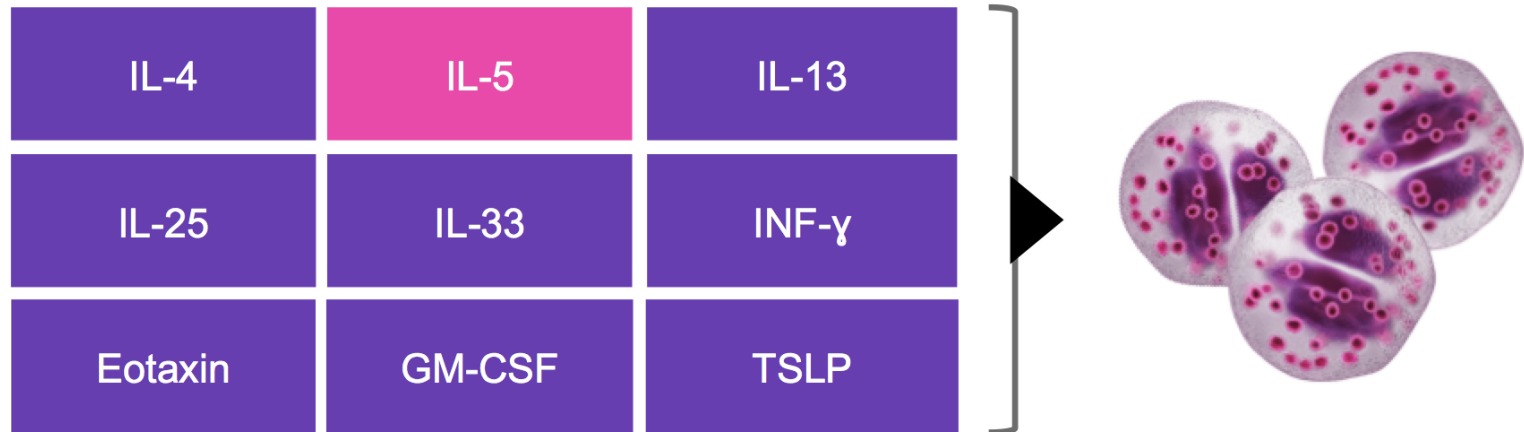 IL-4
IL-5
IL-13
IL-25
IL-33
INF-ɣ
Eotaxin
GM-CSF
TSLP